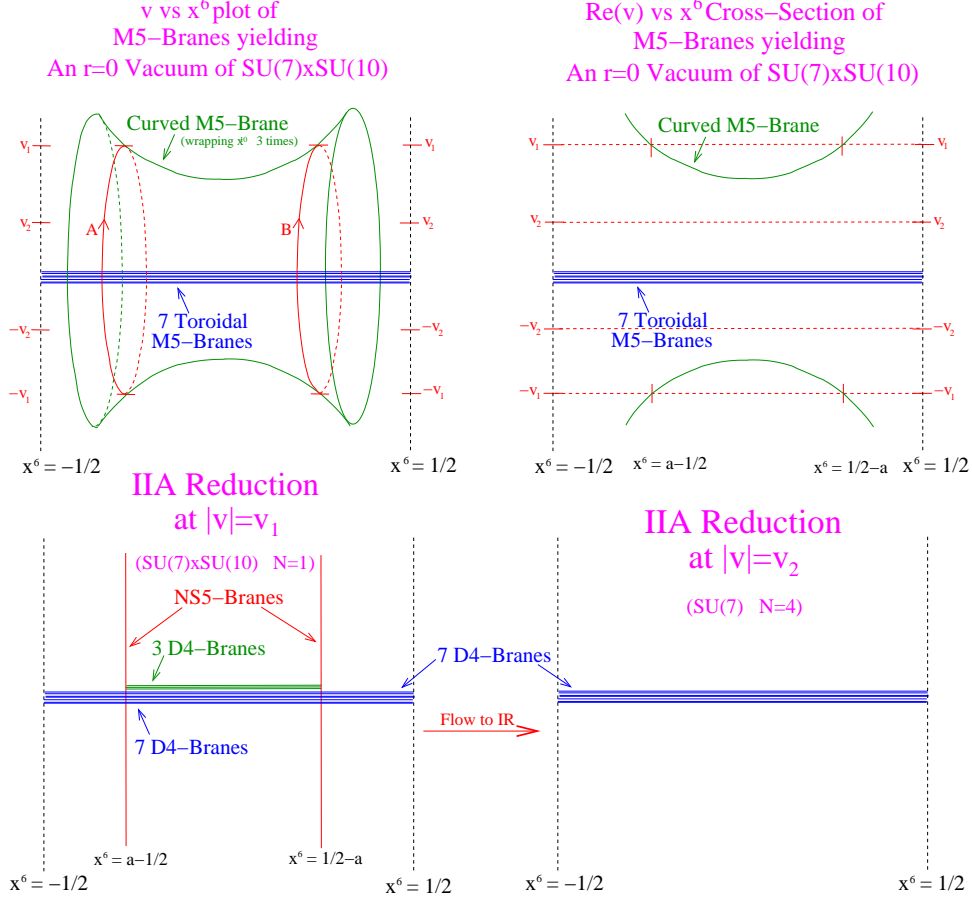 v vs x⁶ plot of
M5−Branes yielding
An r=0 Vacuum of SU(7)xSU(10)
Curved M5−Brane
(wrapping x¹⁰ 3 times)
v₁
v₁
v₂
v₂
A
B
7 Toroidal
M5−Branes
−v₂
−v₂
−v₁
−v₁
x⁶ = −1/2
x⁶ = 1/2
Re(v) vs x⁶ Cross−Section of
M5−Branes yielding
An r=0 Vacuum of SU(7)xSU(10)
Curved M5−Brane
v₁
v₁
v₂
v₂
7 Toroidal
M5−Branes
−v₂
−v₂
−v₁
−v₁
x⁶ = −1/2
x⁶ = a−1/2
x⁶ = 1/2−a
x⁶ = 1/2
IIA Reduction
at |v|=v₁
(SU(7)xSU(10) N=1)
NS5−Branes
3 D4−Branes
7 D4−Branes
7 D4−Branes
x⁶ = a−1/2
x⁶ = 1/2−a
x⁶ = −1/2
x⁶ = 1/2
Flow to IR
IIA Reduction
at |v|=v₂
(SU(7) N=4)
x⁶ = −1/2
x⁶ = 1/2